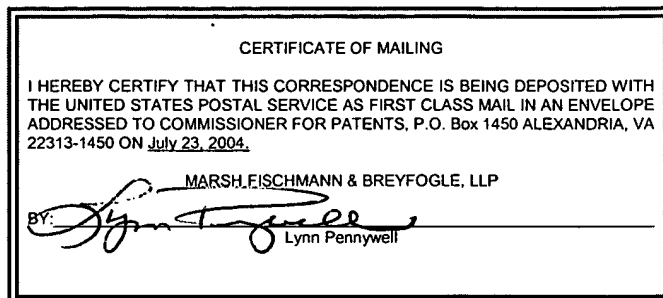 CERTIFICATE OF MAILING
I HEREBY CERTIFY THAT THIS CORRESPONDENCE IS BEING DEPOSITED WITH
THE UNITED STATES POSTAL SERVICE AS FIRST CLASS MAIL IN AN ENVELOPE
ADDRESSED TO COMMISSIONER FOR PATENTS, P.O. Box 1450 ALEXANDRIA, VA
22313-1450 ON July 23, 2004.
MARSH FISCHMANN & BREYFOGLE, LLP
BY: Lynn Pennywell
Lynn Pennywell